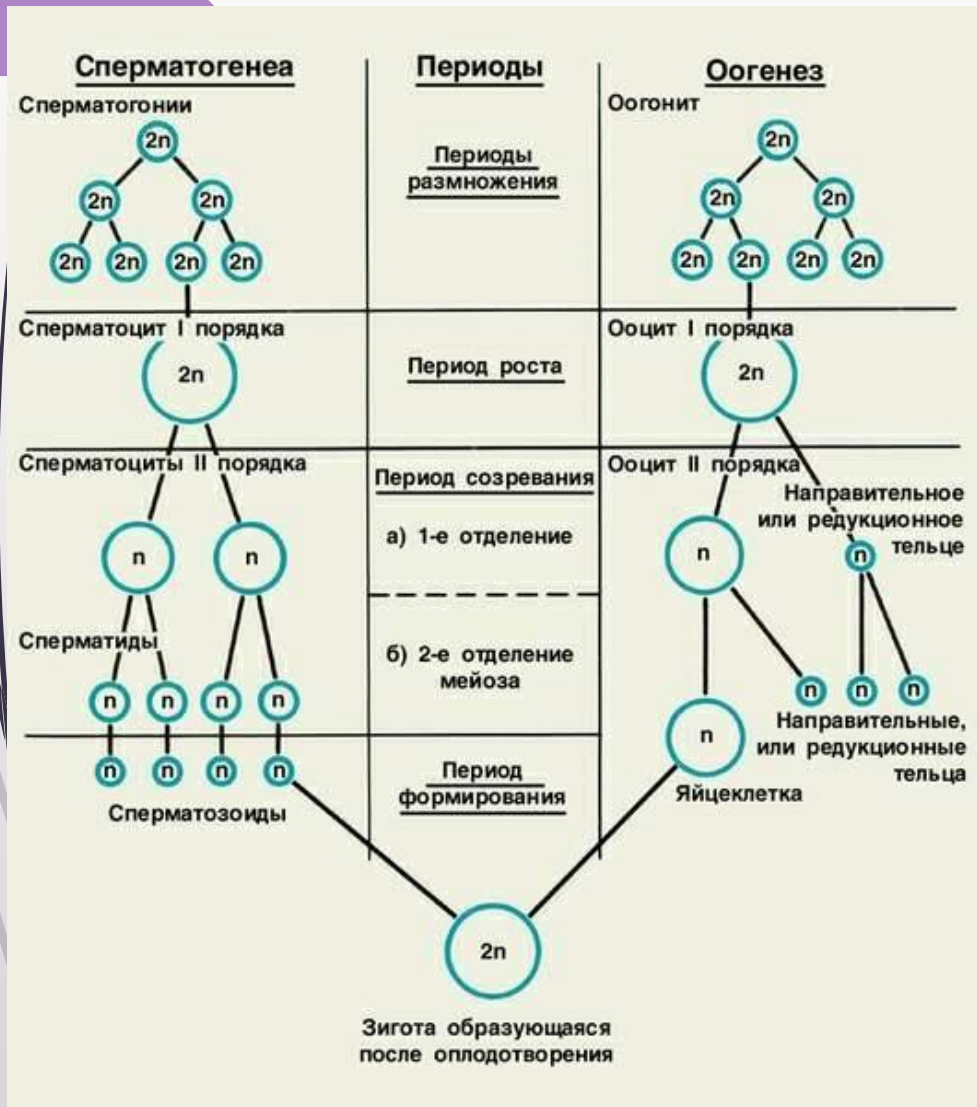 Сперматогенеа
Периоды
Оогенез
Сперматогонии
Оогонит
2n
2n
2n
2n
2n
2n
2n
Периоды
размножения
2n
2n
2n
2n
2n
2n
2n
Сперматоцит I порядка
2n
Период роста
Ооцит I порядка
2n
Сперматоциты II порядка
n
n
Период созревания
а) 1-е отделение
Ооцит II порядка
Направительное
или редукционное
тельце
n
n
Сперматиды
n
n
n
n
б) 2-е отделение
мейоза
n
n
n
Направительные,
или редукционные
тельца
n
n
n
n
Сперматозоиды
Период
формирования
n
Яйцеклетка
2n
Зигота образующаяся
после оплодотворения